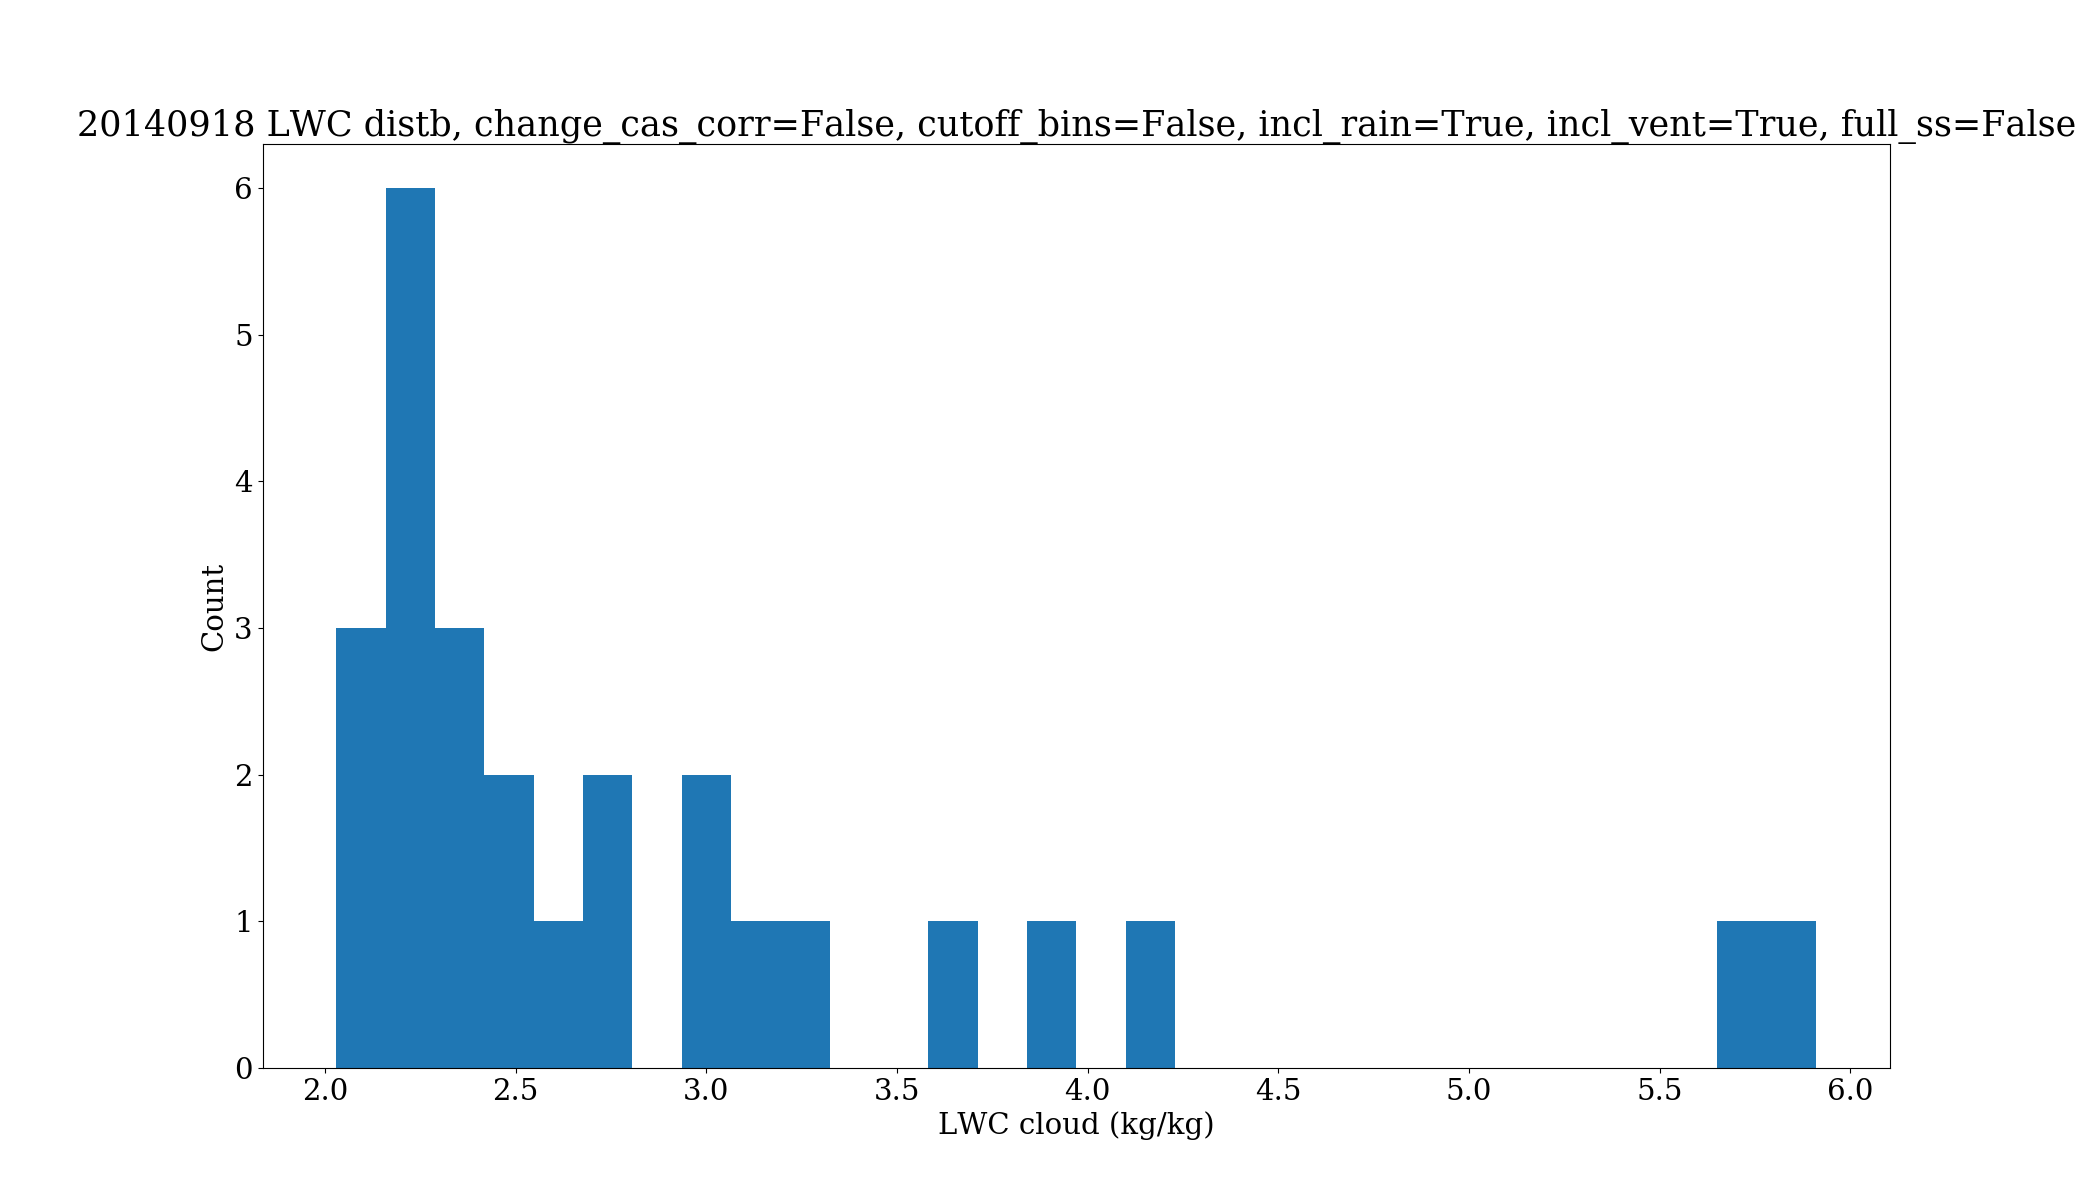 20140918 LWC distb, change_cas_corr=False, cutoff_bins=False, incl_rain=True, incl_vent=True, full_ss=False
6
5
4
3
2
1
0
Count
2.0 2.5 3.0 3.5 4.0 4.5 5.0 5.5 6.0
LWC cloud (kg/kg)